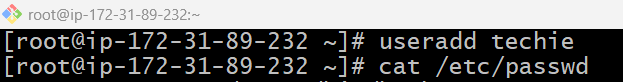 root@ip-172-31-89-232:~
[root@ip-172-31-89-232 ~]# useradd techie
[root@ip-172-31-89-232 ~]# cat /etc/passwd